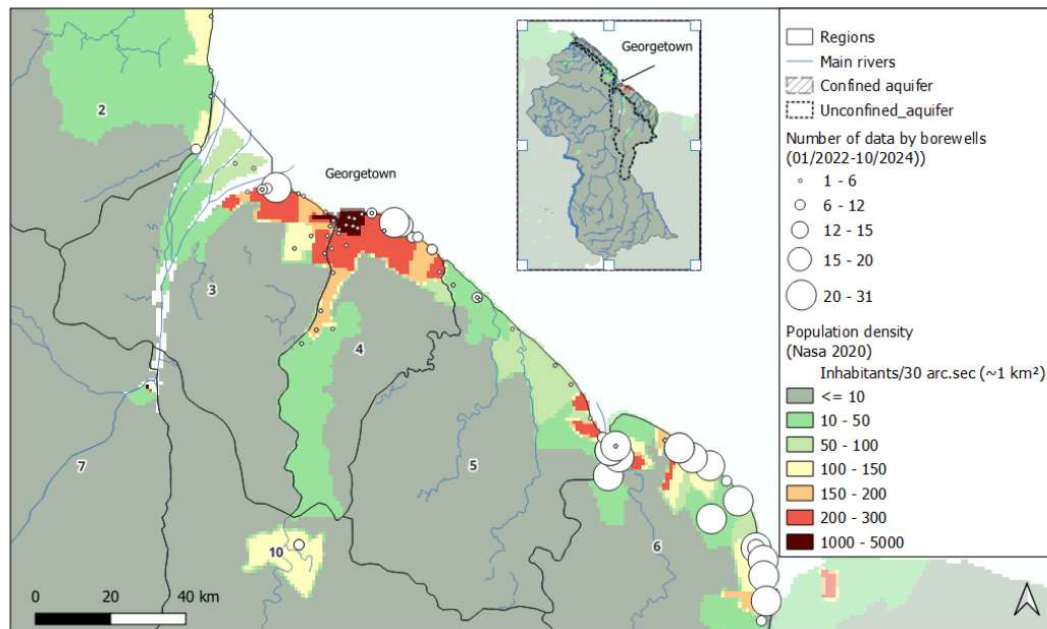 Georgetown
Georgetown
2
3
4
5
6
7
10
0
20
40 km
Regions
Main rivers
Confined aquifer
Unconfined_aquifer
Number of data by borewells
(01/2022-10/2024))
1 - 6
6 - 12
12 - 15
15 - 20
20 - 31
Population density
(Nasa 2020)
Inhabitants/30 arc.sec (~1 km²)
<= 10
10 - 50
50 - 100
100 - 150
150 - 200
200 - 300
1000 - 5000